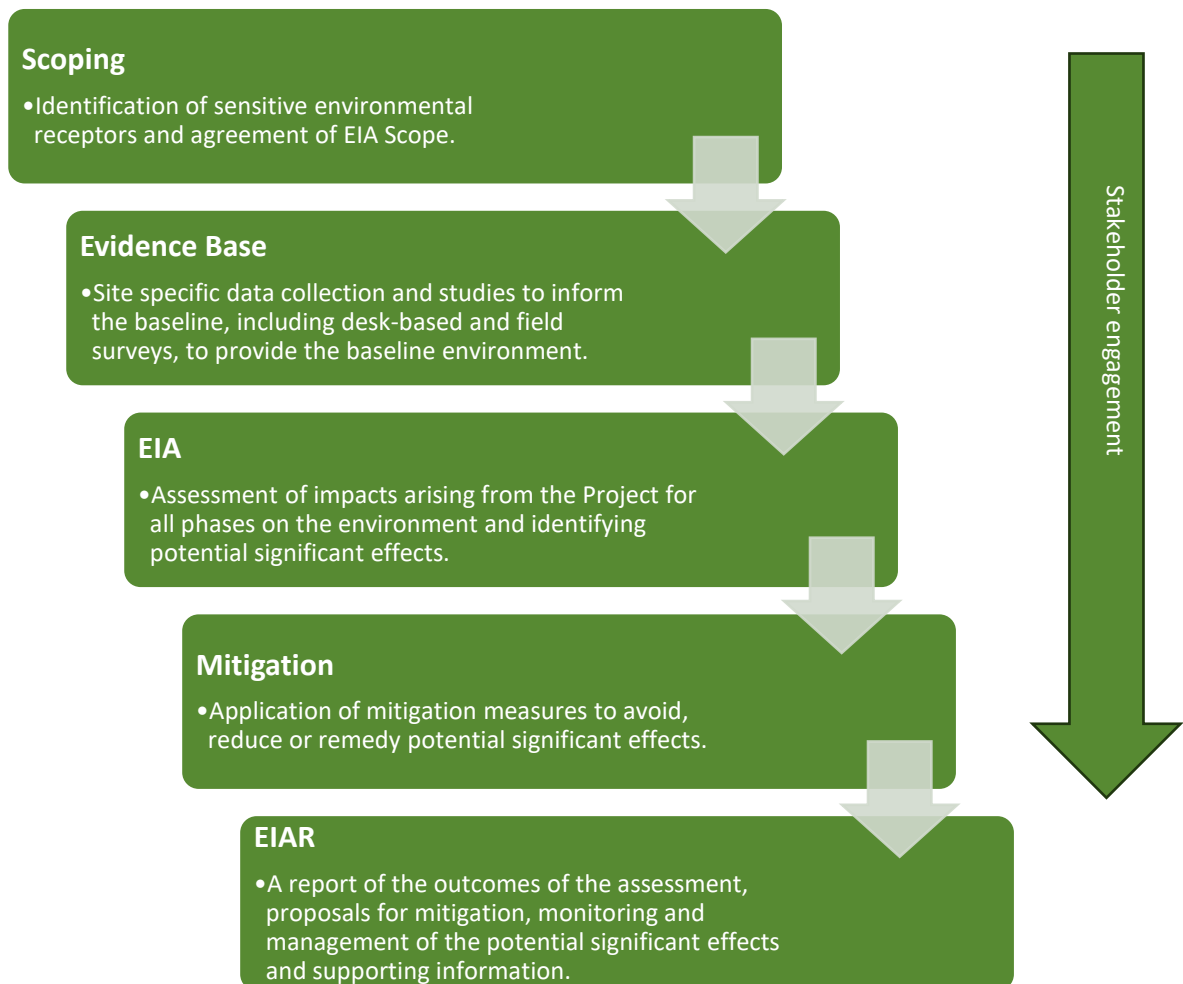 Scoping
•Identification of sensitive environmental
receptors and agreement of EIA Scope.
Evidence Base
•Site specific data collection and studies to inform
the baseline, including desk-based and field
surveys, to provide the baseline environment.
EIA
•Assessment of impacts arising from the Project for
all phases on the environment and identifying
potential significant effects.
Mitigation
•Application of mitigation measures to avoid,
reduce or remedy potential significant effects.
EIAR
•A report of the outcomes of the assessment,
proposals for mitigation, monitoring and
management of the potential significant effects
and supporting information.
Stakeholder engagement